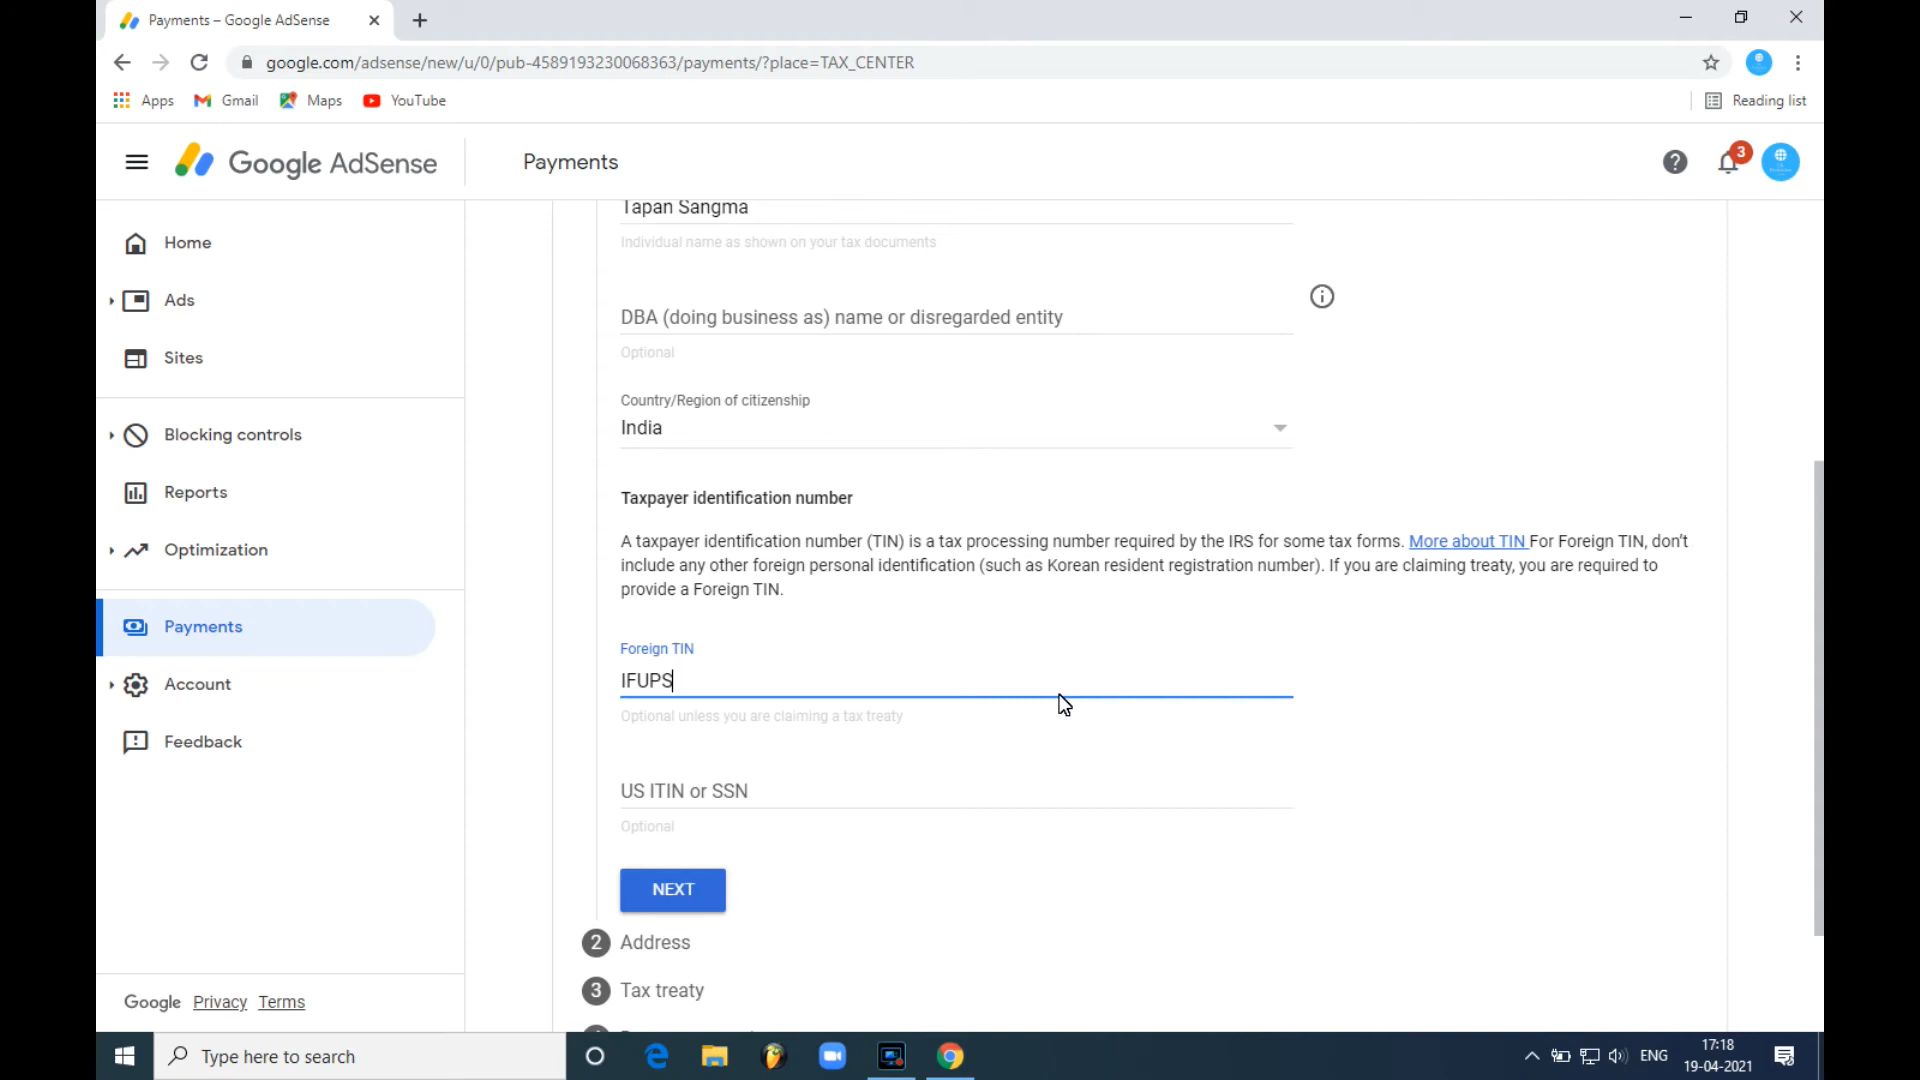 Payments – Google AdSense
google.com/adsense/new/u/0/pub-4589193230068363/payments/?place=TAX_CENTER
Apps
Gmail
Maps
YouTube
Reading list
Google AdSense
Payments
3
Home
Ads
Sites
Blocking controls
Reports
Optimization
Payments
Account
Feedback
Google Privacy Terms
Tapan Sangma
Individual name as shown on your tax documents
DBA (doing business as) name or disregarded entity
Optional
Country/Region of citizenship
India
Taxpayer identification number
A taxpayer identification number (TIN) is a tax processing number required by the IRS for some tax forms. More about TIN For Foreign TIN, don't
include any other foreign personal identification (such as Korean resident registration number). If you are claiming treaty, you are required to
provide a Foreign TIN.
Foreign TIN
IFUPS
Optional unless you are claiming a tax treaty
US ITIN or SSN
Optional
NEXT
2 Address
3 Tax treaty
Type here to search
ENG
17:18
19-04-2021